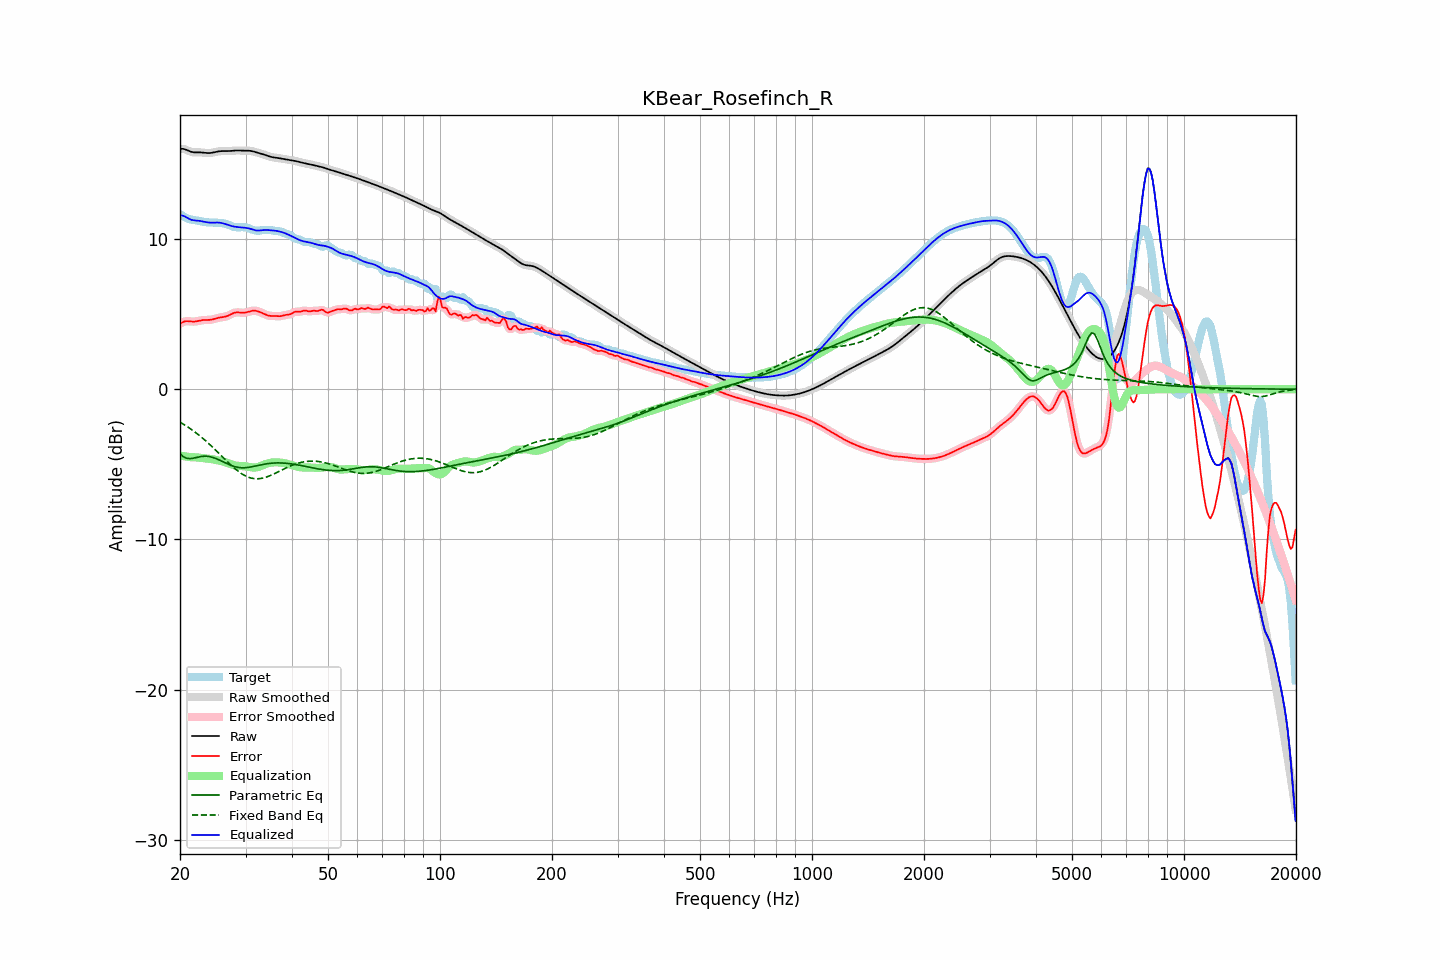 KBear_Rosefinch_R
10
0
−10
−20
−30
Amplitude (dBr)
Target
Raw Smoothed
Error Smoothed
Raw
Error
Equalization
Parametric Eq
Fixed Band Eq
Equalized
20 50 100 200 500 1000 2000 5000 10000 20000
Frequency (Hz)